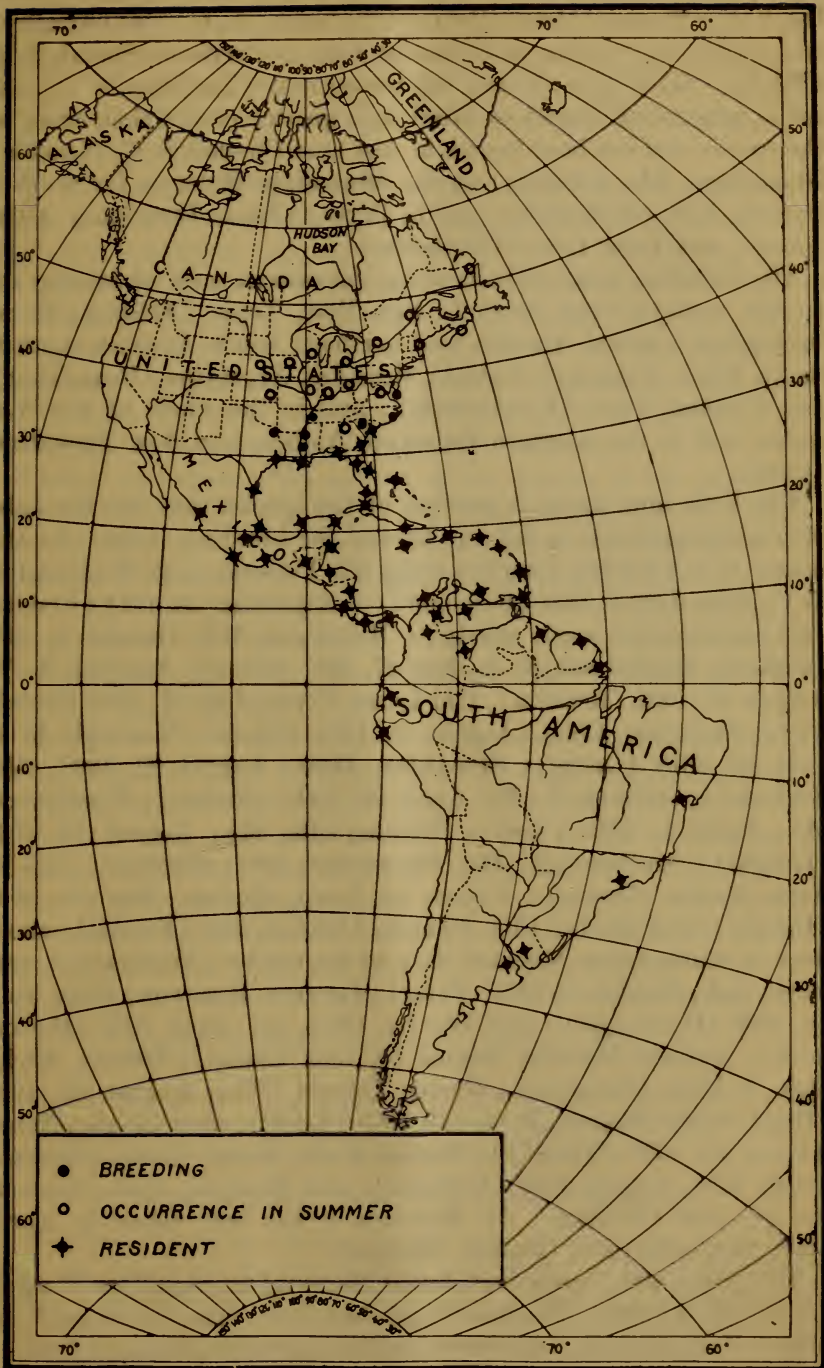 70°
70°
60°
GREENLAND
ALASKA
60°
50°
HUDSON
BAY
50°
CANADA
40°
40°
UNITED STATES
30°
30°
MEXICO
20°
20°
10°
10°
0°
0°
SOUTH AMERICA
10°
10°
20°
20°
30°
30°
40°
40°
50°
50°
60°
BREEDING
OCCURRENCE IN SUMMER
RESIDENT
70°
70°
60°